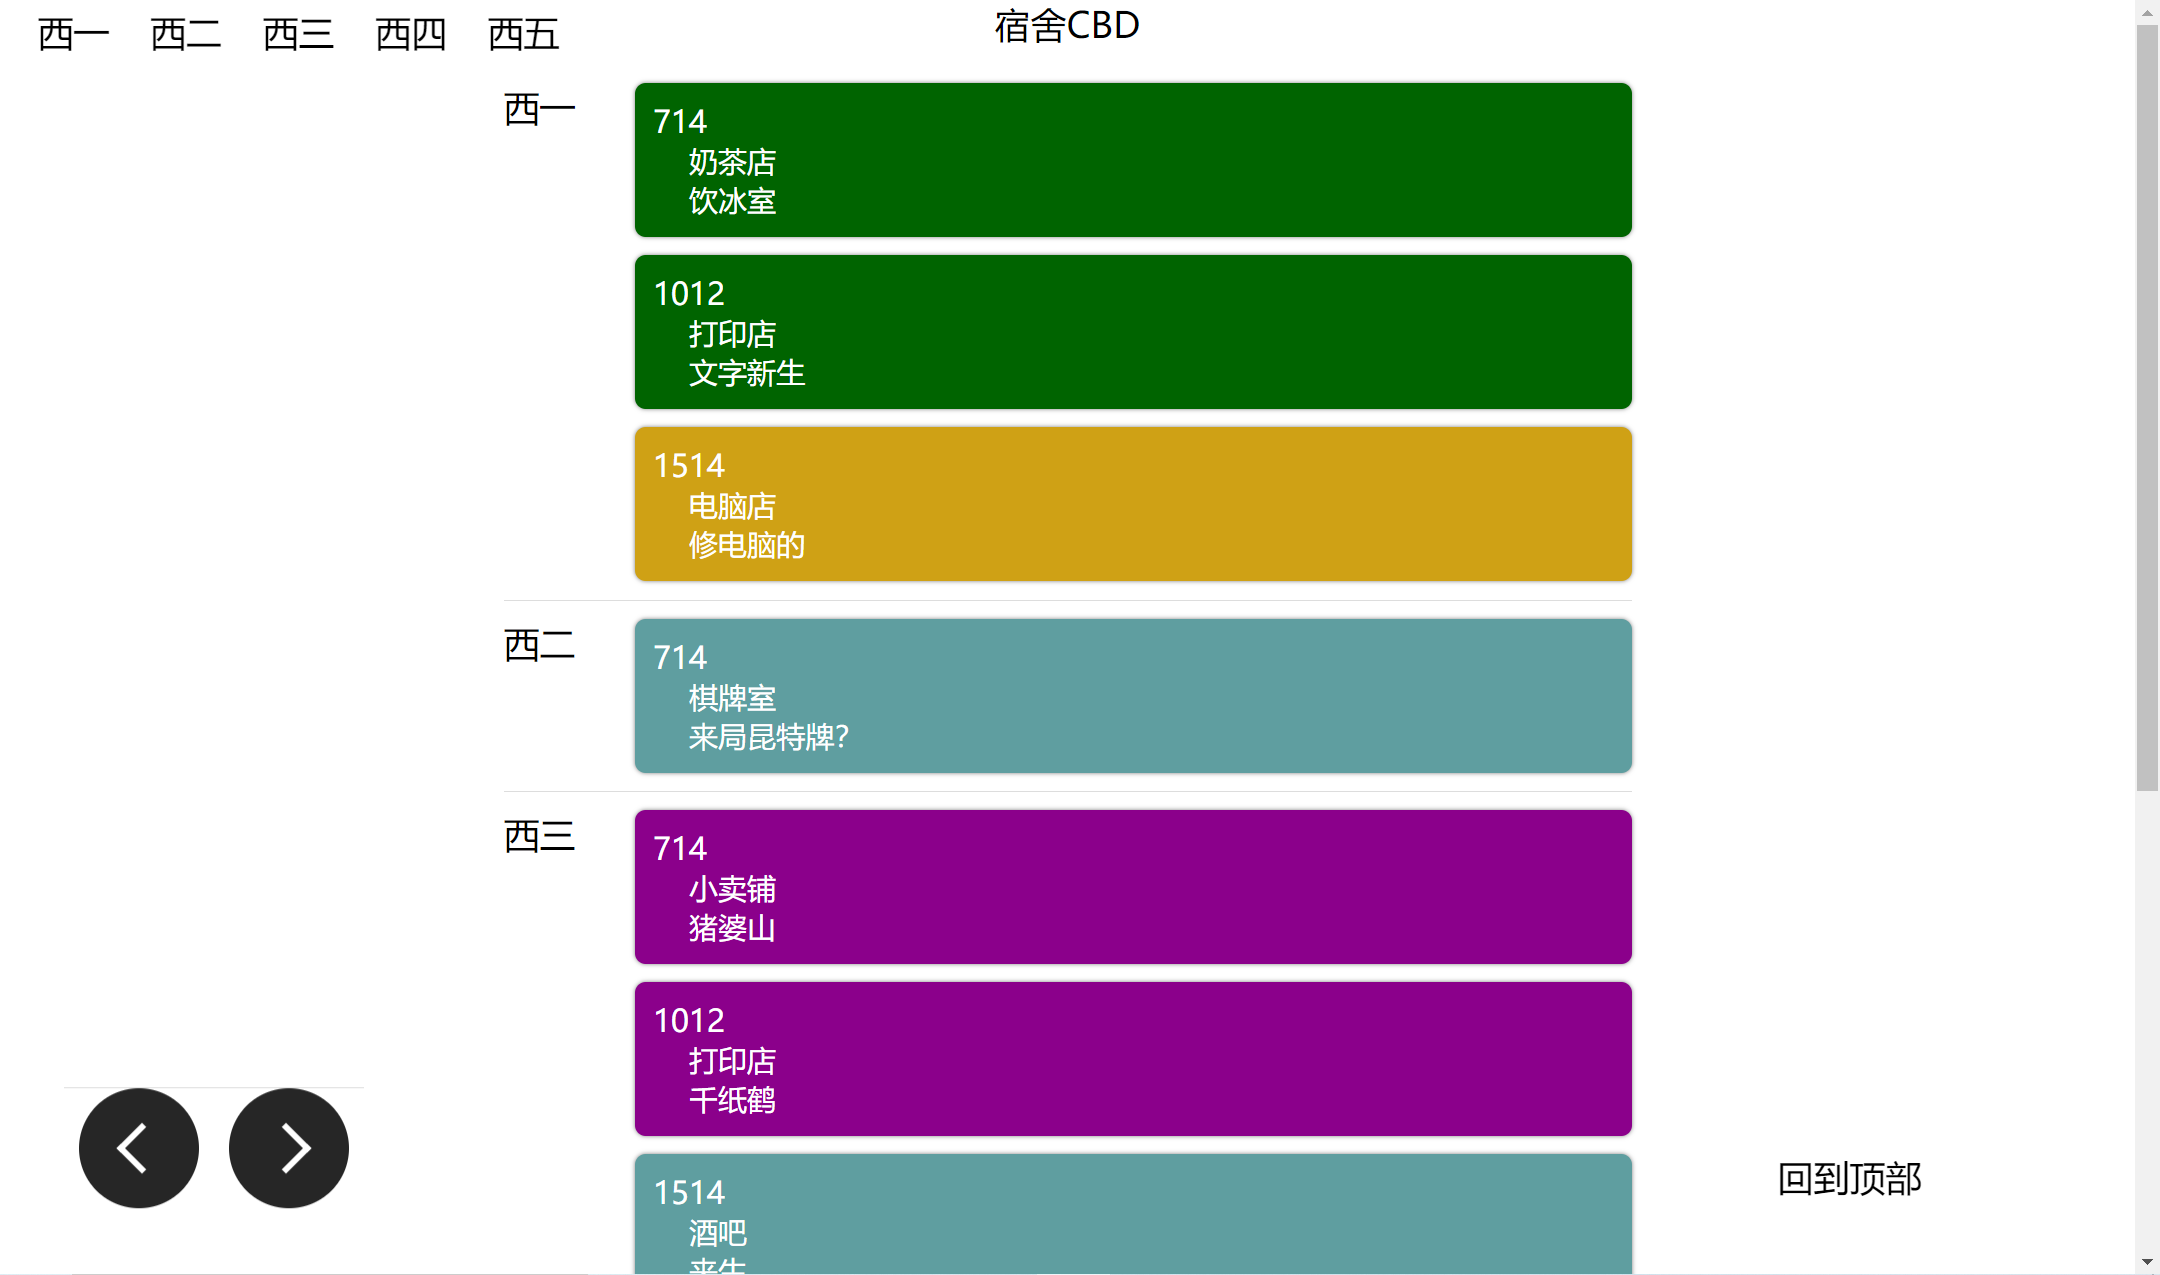 西一 西二 西三 西四 西五
宿舍CBD
西一
714
奶茶店
饮冰室
1012
打印店
文字新生
1514
电脑店
修电脑的
西二
714
棋牌室
来局昆特牌?
西三
714
小卖铺
猪婆山
1012
打印店
千纸鹤
1514
酒吧
回到顶部